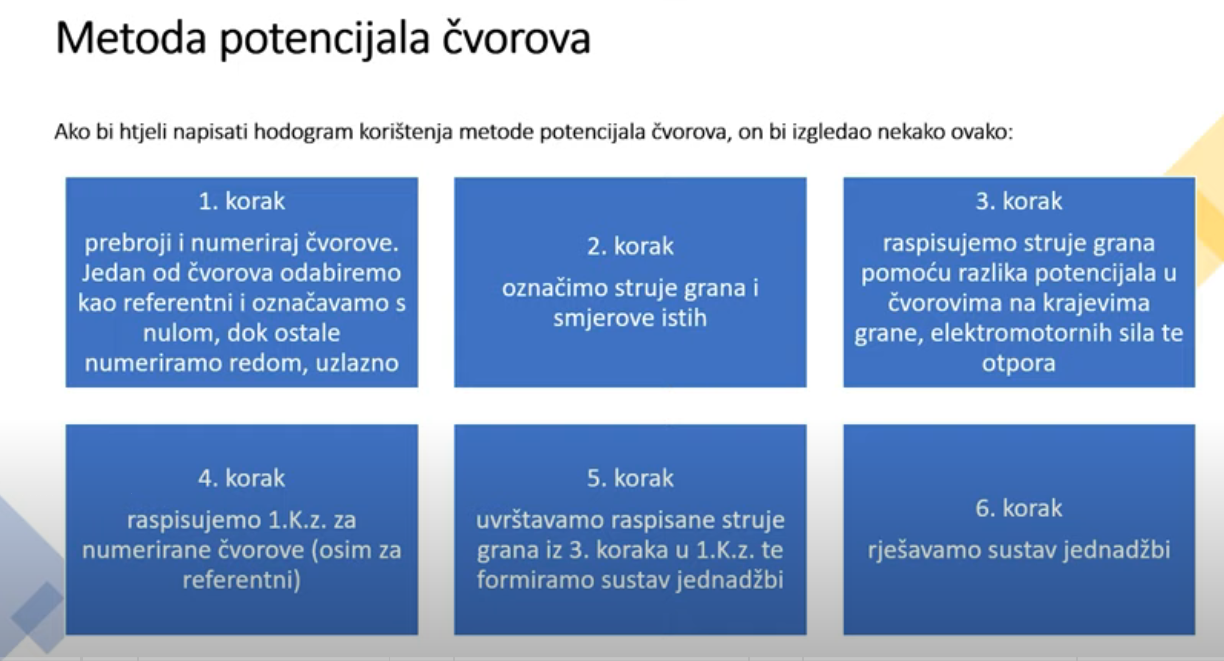 Metoda potencijala čvorova
Ako bi htjeli napisati hodogram korištenja metode potencijala čvorova, on bi izgledao nekako ovako:
1. korak
prebroji i numeriraj čvorove.
Jedan od čvorova odabiremo
kao referentni i označavamo s
nulom, dok ostale
numeriramo redom, uzlazno
2. korak
označimo struje grana i
smjerove istih
3. korak
raspisujemo struje grana
pomoću razlika potencijala u
čvorovima na krajevima
grane, elektromotornih sila te
otpora
4. korak
raspisujemo 1.K.z. za
numerirane čvorove (osim za
referentni)
5. korak
uvrštavamo raspisane struje
grana iz 3. koraka u 1.K.z. te
formiramo sustav jednadžbi
6. korak
rješavamo sustav jednadžbi